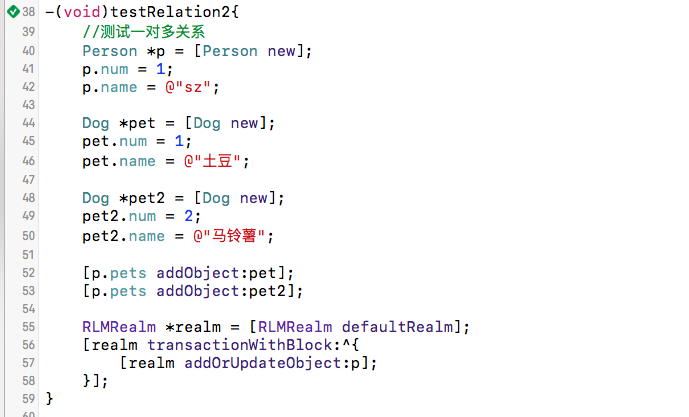 38 -(void)testRelation2{
39 //测试一对多关系
40 Person *p = [Person new];
41 p.num = 1;
42 p.name = @"sz";
43
44 Dog *pet = [Dog new];
45 pet.num = 1;
46 pet.name = @"土豆";
47
48 Dog *pet2 = [Dog new];
49 pet2.num = 2;
50 pet2.name = @"马铃薯";
51
52 [p.pets addObject:pet];
53 [p.pets addObject:pet2];
54
55 RLMRealm *realm = [RLMRealm defaultRealm];
56 [realm transactionWithBlock:^{
57 [realm addOrUpdateObject:p];
58 }];
59 }
60